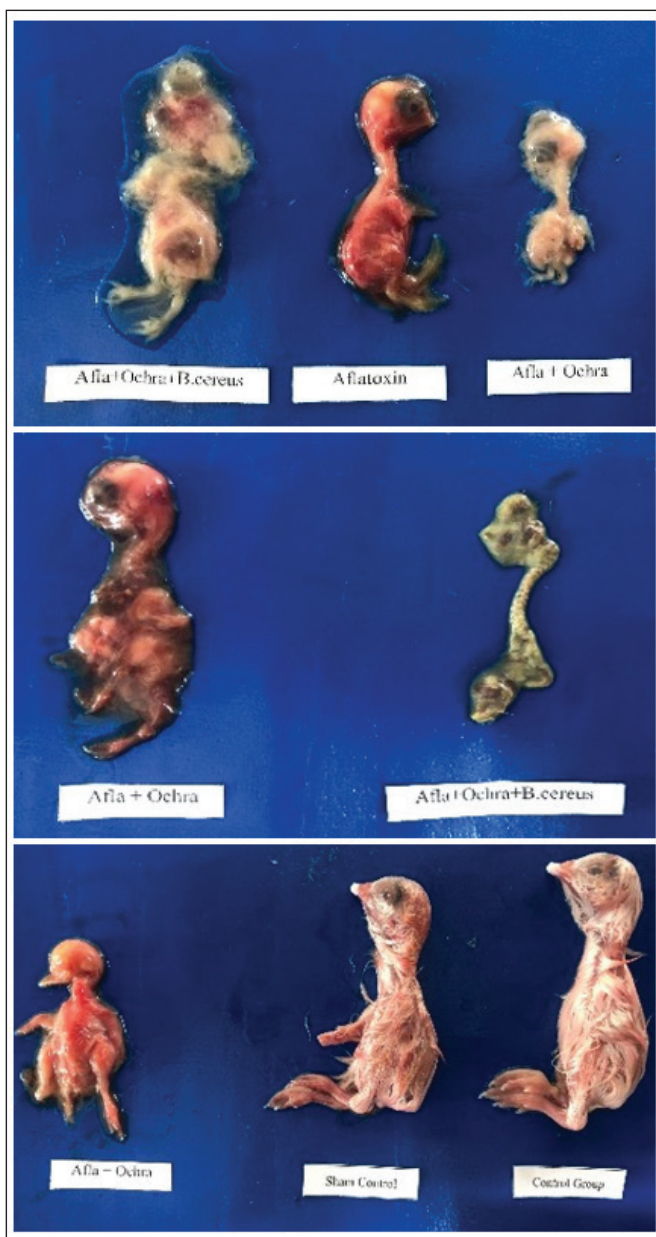 Afla+Ochra+B.cereus
Aflatoxin
Afla + Ochra
Afla + Ochra
Afla+Ochra+B.cereus
Afla - Ochra
Sham Control
Control Group